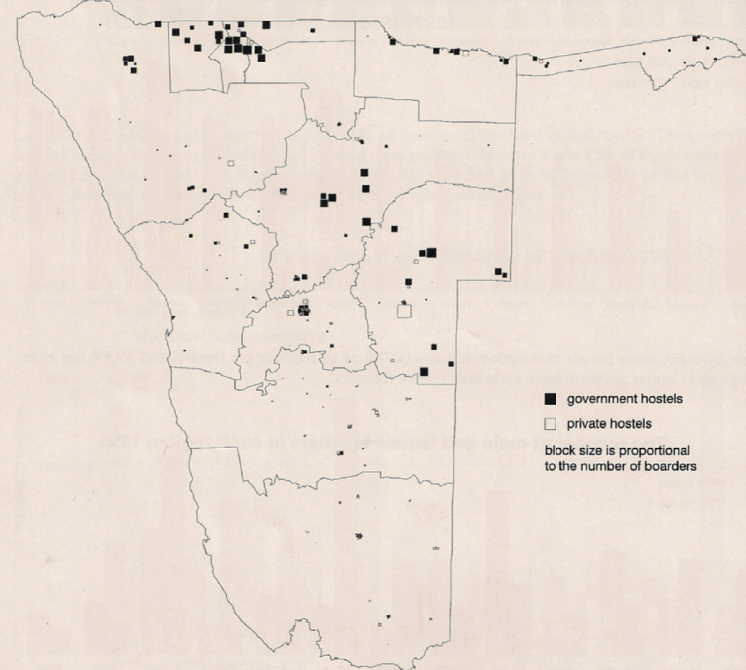 government hostels
private hostels
block size is proportional
to the number of boarders